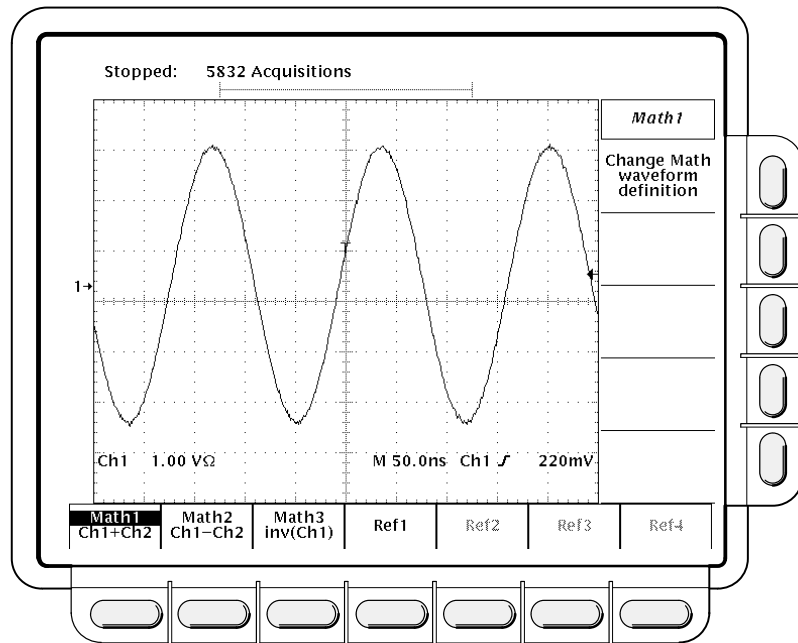 Stopped: 5832 Acquisitions
Math1
Change Math
waveform
definition
1
Ch1 1.00 VΩ M 50.0ns Ch1 220mV
Math1 Math2 Math3 Ref1 Ref2 Ref3 Ref4
Ch1+Ch2 Ch1−Ch2 inv(Ch1)